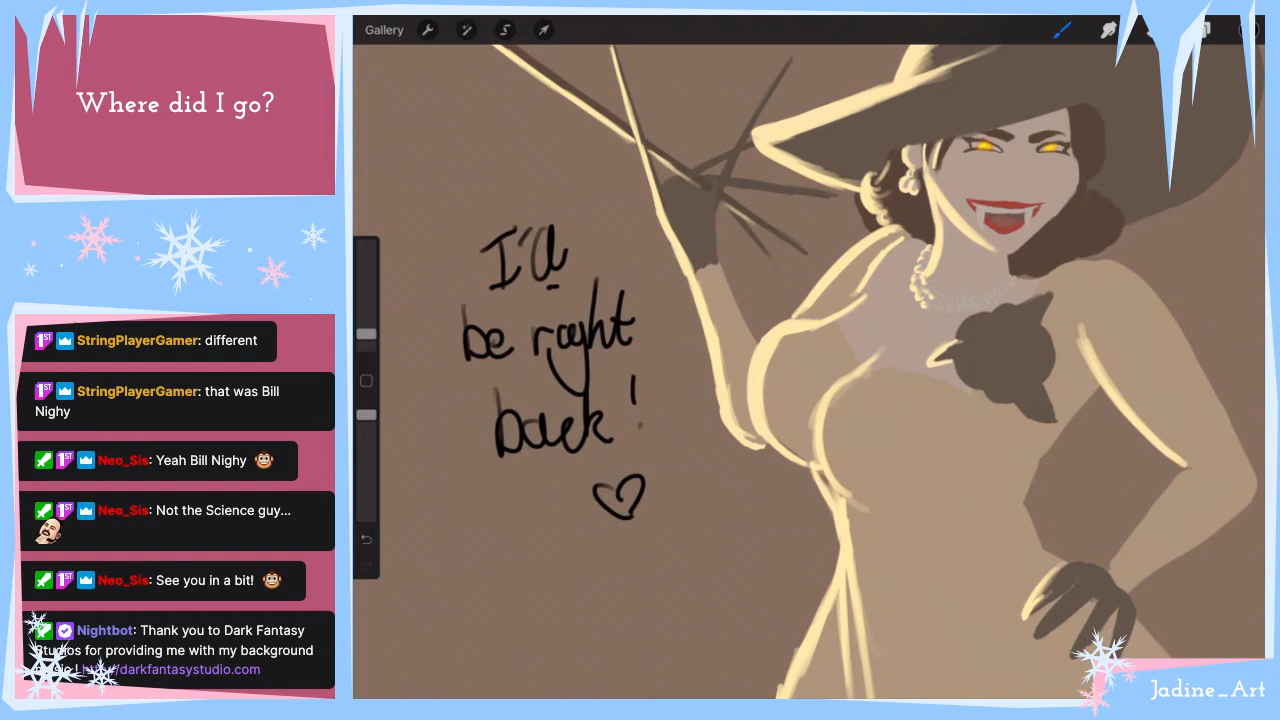 Where did I go?
StringPlayerGamer: different
StringPlayerGamer: that was Bill
Nighy
Neo_Sis: Yeah Bill Nighy
Neo_Sis: Not the Science guy...
Neo_Sis: See you in a bit!
Nightbot: Thank you to Dark Fantasy
Studios for providing me with my background
http://darkfantasystudio.com
Gallery
I'll
be right
back!
Jadine_Art